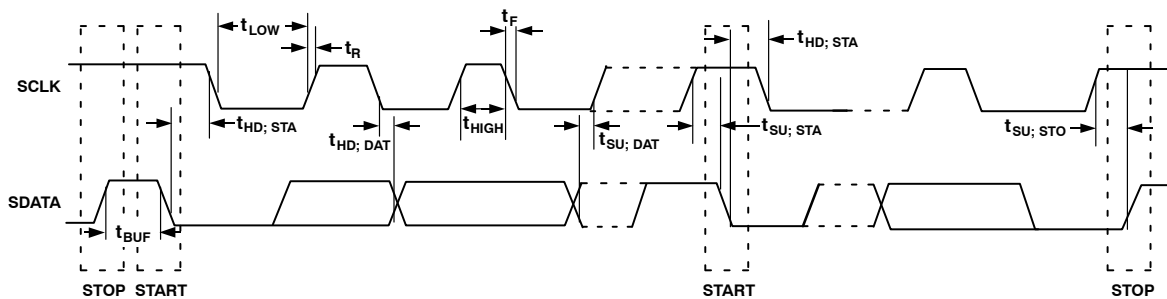 tLOW
tR
tF
tHD; STA
SCLK
tHD; STA
tHD; DAT
tHIGH
tSU; DAT
tSU; STA
tSU; STO
SDATA
tBUF
STOP
START
START
STOP